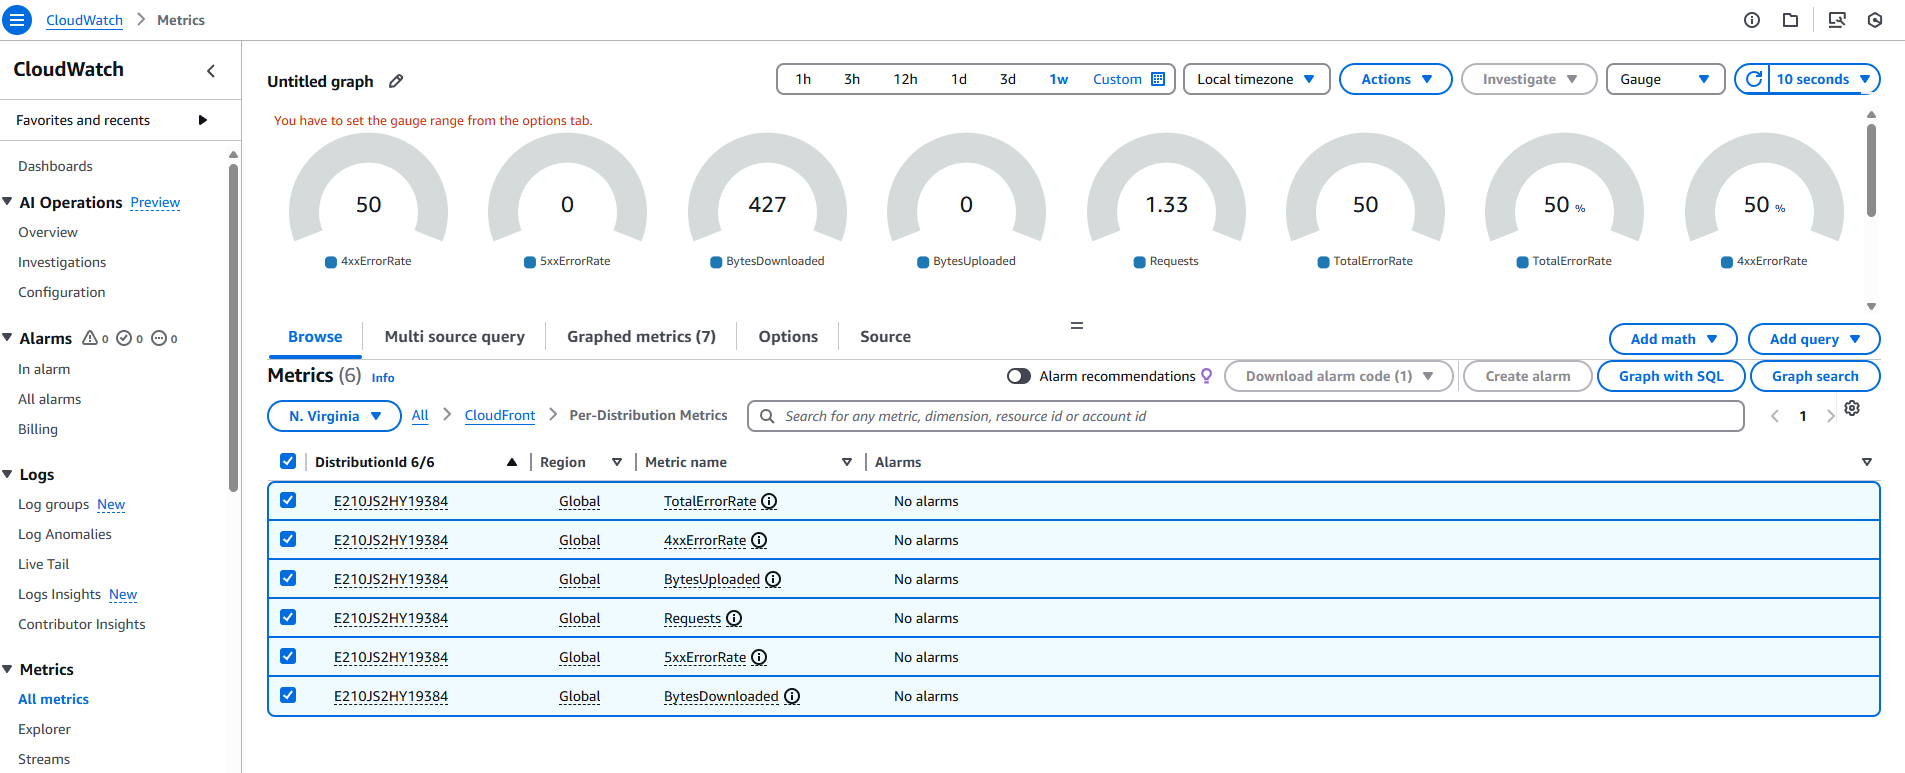 CloudWatch > Metrics
CloudWatch
Favorites and recents
Dashboards
AI Operations Preview
Overview
Investigations
Configuration
Alarms 0 0 0
In alarm
All alarms
Billing
Logs
Log groups New
Log Anomalies
Live Tail
Logs Insights New
Contributor Insights
Metrics
All metrics
Explorer
Streams
Untitled graph
1h 3h 12h 1d 3d 1w Custom Local timezone Actions Investigate Gauge 10 seconds
You have to set the gauge range from the options tab.
50 0 427 0 1.33 50 50 % 50 %
4xxErrorRate 5xxErrorRate BytesDownloaded BytesUploaded Requests TotalErrorRate TotalErrorRate 4xxErrorRate
Browse Multi source query Graphed metrics (7) Options Source Add math Add query
Metrics (6) Info Alarm recommendations Download alarm code (1) Create alarm Graph with SQL Graph search
N. Virginia All > CloudFront > Per-Distribution Metrics Search for any metric, dimension, resource id or account id 1
DistributionId 6/6 Region Metric name Alarms
E210JS2HY19384 Global TotalErrorRate No alarms
E210JS2HY19384 Global 4xxErrorRate No alarms
E210JS2HY19384 Global BytesUploaded No alarms
E210JS2HY19384 Global Requests No alarms
E210JS2HY19384 Global 5xxErrorRate No alarms
E210JS2HY19384 Global BytesDownloaded No alarms